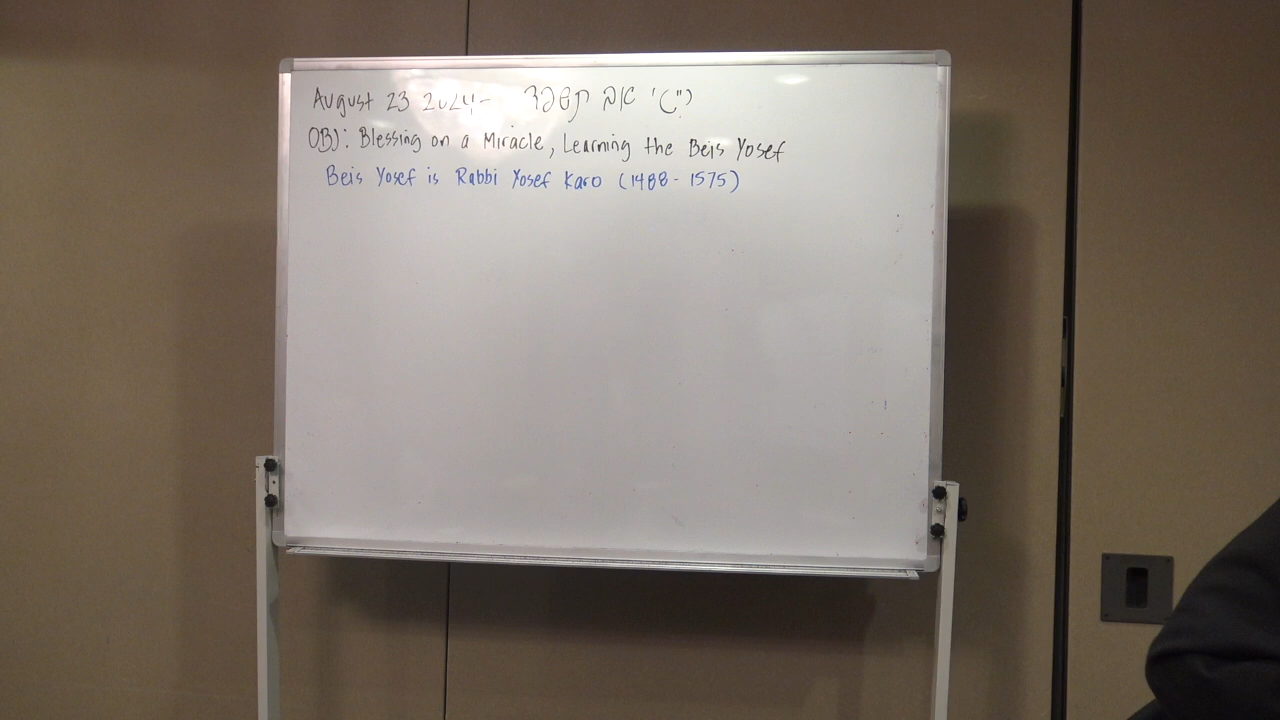 August 23 2024- אב תשפד
OBJ: Blessing on a Miracle, Learning the Beis Yosef
Beis Yosef is Rabbi Yosef Karo (1488-1575)